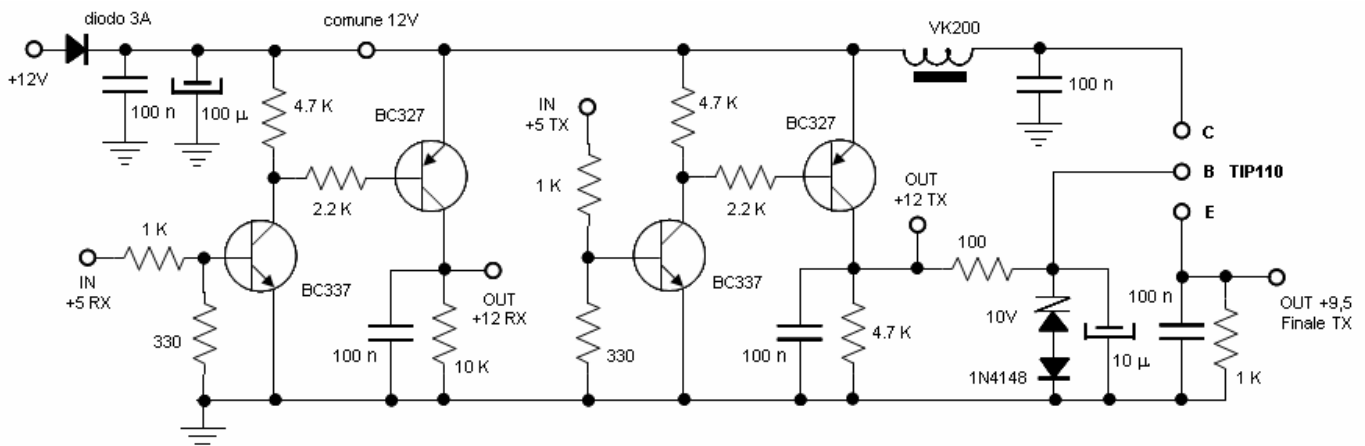 diodo 3A
comune 12V
VK200
+12V
100 n
100 µ
4.7 K
BC327
IN
+5 TX
4.7 K
BC327
100 n
C
B TIP110
E
1 K
2.2 K
2.2 K
OUT
+12 TX
1 K
IN
+5 RX
BC337
BC337
100
OUT
+12 RX
330
100 n
10 K
330
100 n
4.7 K
10V
1N4148
10 µ
100 n
1 K
OUT +9,5
Finale TX